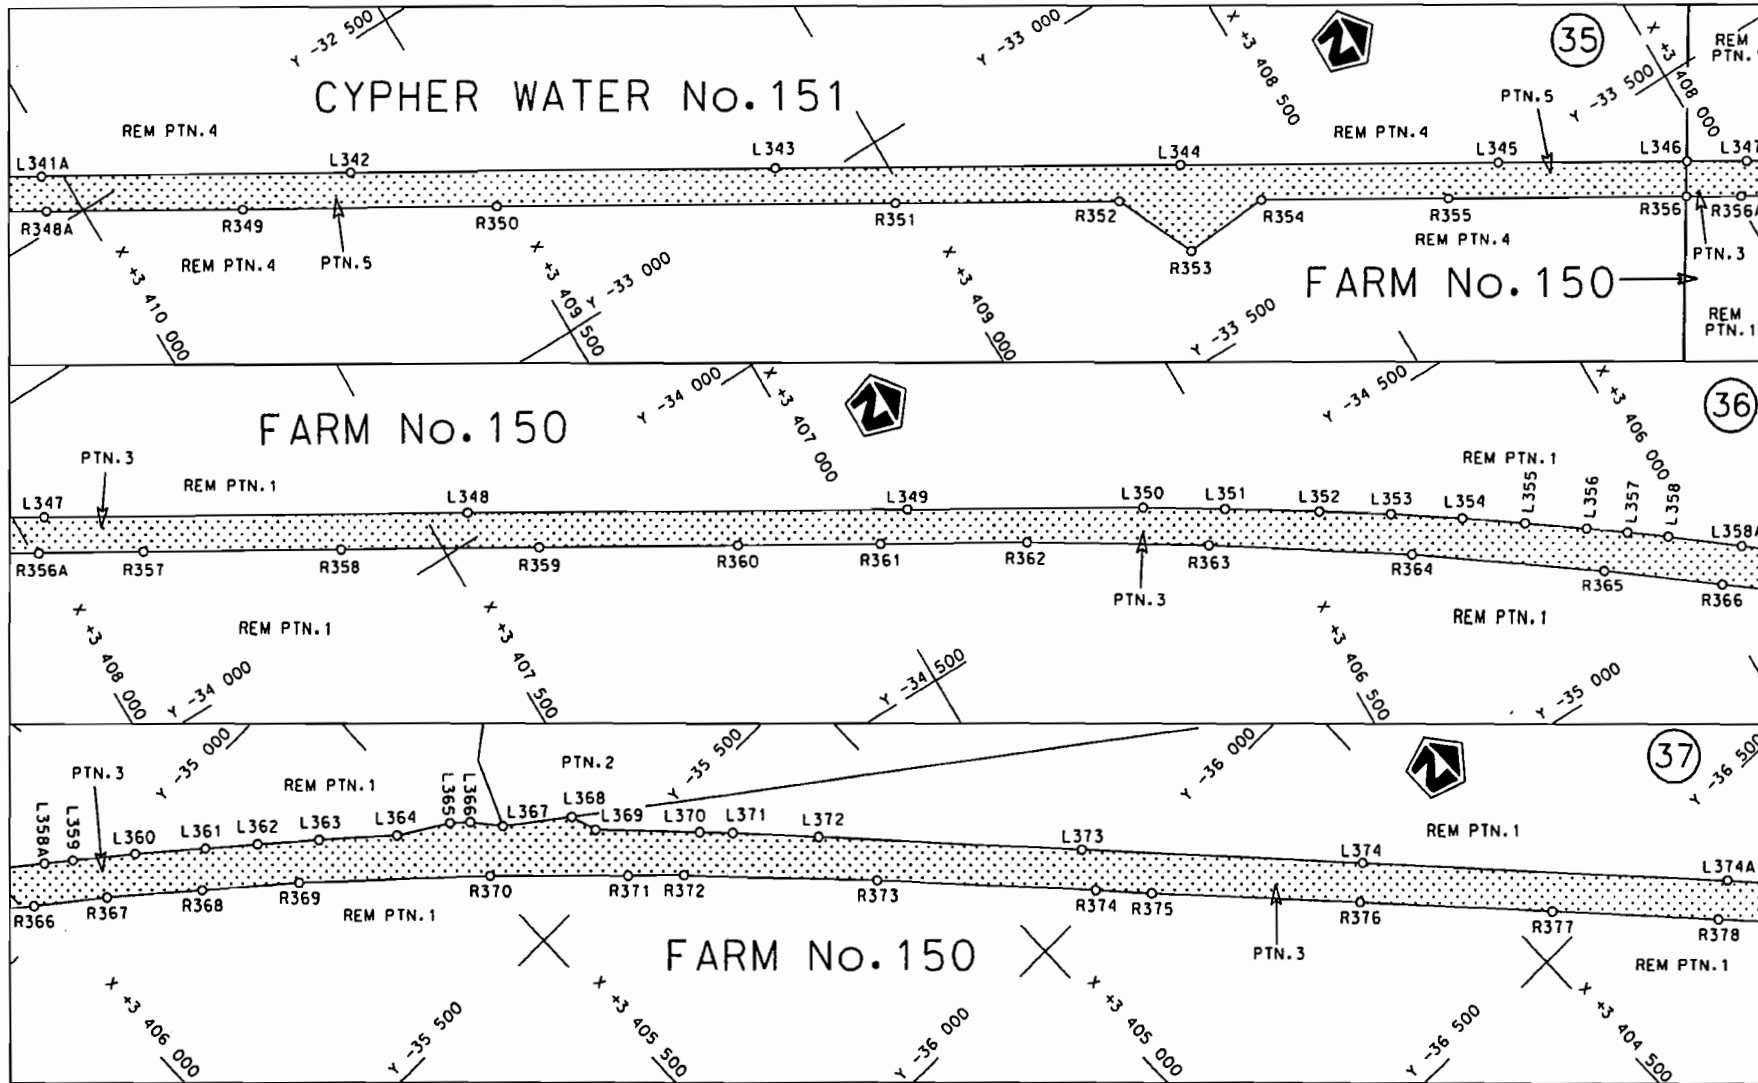 Y -32 500
Y -33 000
X +3 408 500
35
X +3 408 000
REM
PTN.
CYPHER WATER No.151
PTN.5
Y -33 500
REM PTN.4
REM PTN.4
L341A
L342
L343
L344
L345
L346
L347
R348A
R349
R350
R351
R352
R353
R354
R355
R356
R356A
REM PTN.4
PTN.5
REM PTN.4
PTN.3
X +3 410 000
X +3 409 500
Y -33 000
X +3 409 000
Y -33 500
FARM No.150
REM
PTN.1
Y -34 000
X +3 407 000
Y -34 500
X +3 406 000
36
FARM No.150
PTN.3
REM PTN.1
REM PTN.1
L347
L348
L349
L350
L351
L352
L353
L354
L355
L356
L357
L358
L358A
R356A
R357
R358
R359
R360
R361
R362
R363
R364
R365
R366
REM PTN.1
PTN.3
REM PTN.1
X +3 408 000
Y -34 000
X +3 407 500
Y -34 500
X +3 406 500
Y -35 000
Y -35 000
Y -35 500
Y -36 000
37
Y -36 500
PTN.3
REM PTN.1
PTN.2
REM PTN.1
L358A
L359
L360
L361
L362
L363
L364
L365
L366
L367
L368
L369
L370
L371
L372
L373
L374
L374A
R366
R367
R368
R369
R370
R371
R372
R373
R374
R375
R376
R377
R378
REM PTN.1
FARM No.150
PTN.3
REM PTN.1
X +3 406 000
Y -35 500
X +3 405 500
Y -36 000
X +3 405 000
Y -36 500
X +3 404 500